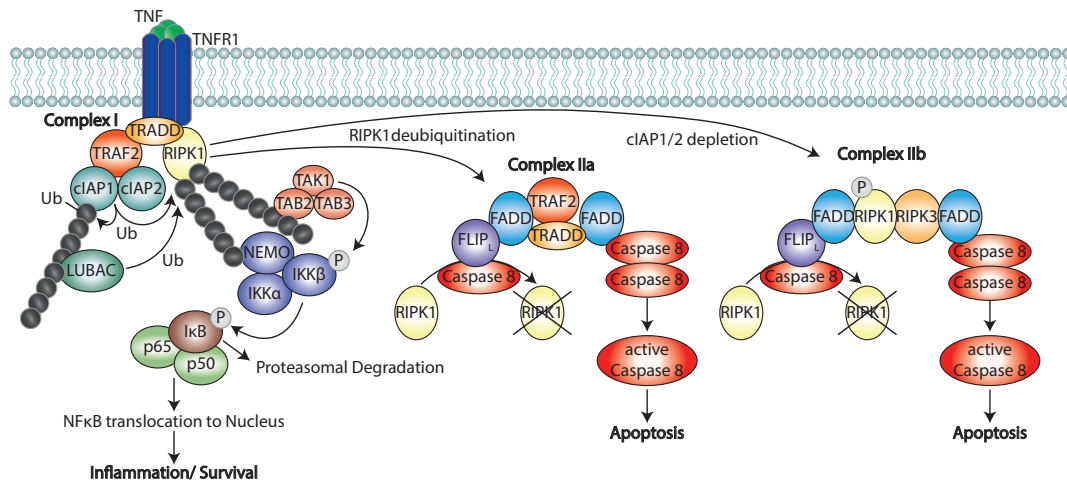 TNF
TNFR1
Complex I
TRADD
TRAF2
RIPK1
cIAP1
cIAP2
Ub
Ub
Ub
LUBAC
TAK1
TAB2
TAB3
NEMO
IKKα
IKKβ
P
IκB
P
p65
p50
Proteasomal Degradation
NFκB translocation to Nucleus
Inflammation/ Survival
RIPK1 deubiquitination
cIAP1/2 depletion
Complex IIa
TRAF2
FADD
FADD
TRADD
FLIPL
Caspase 8
Caspase 8
Caspase 8
RIPK1
RIPK1
active
Caspase 8
Apoptosis
Complex IIb
P
FADD
RIPK1
RIPK3
FADD
FLIPL
Caspase 8
Caspase 8
Caspase 8
RIPK1
RIPK1
active
Caspase 8
Apoptosis